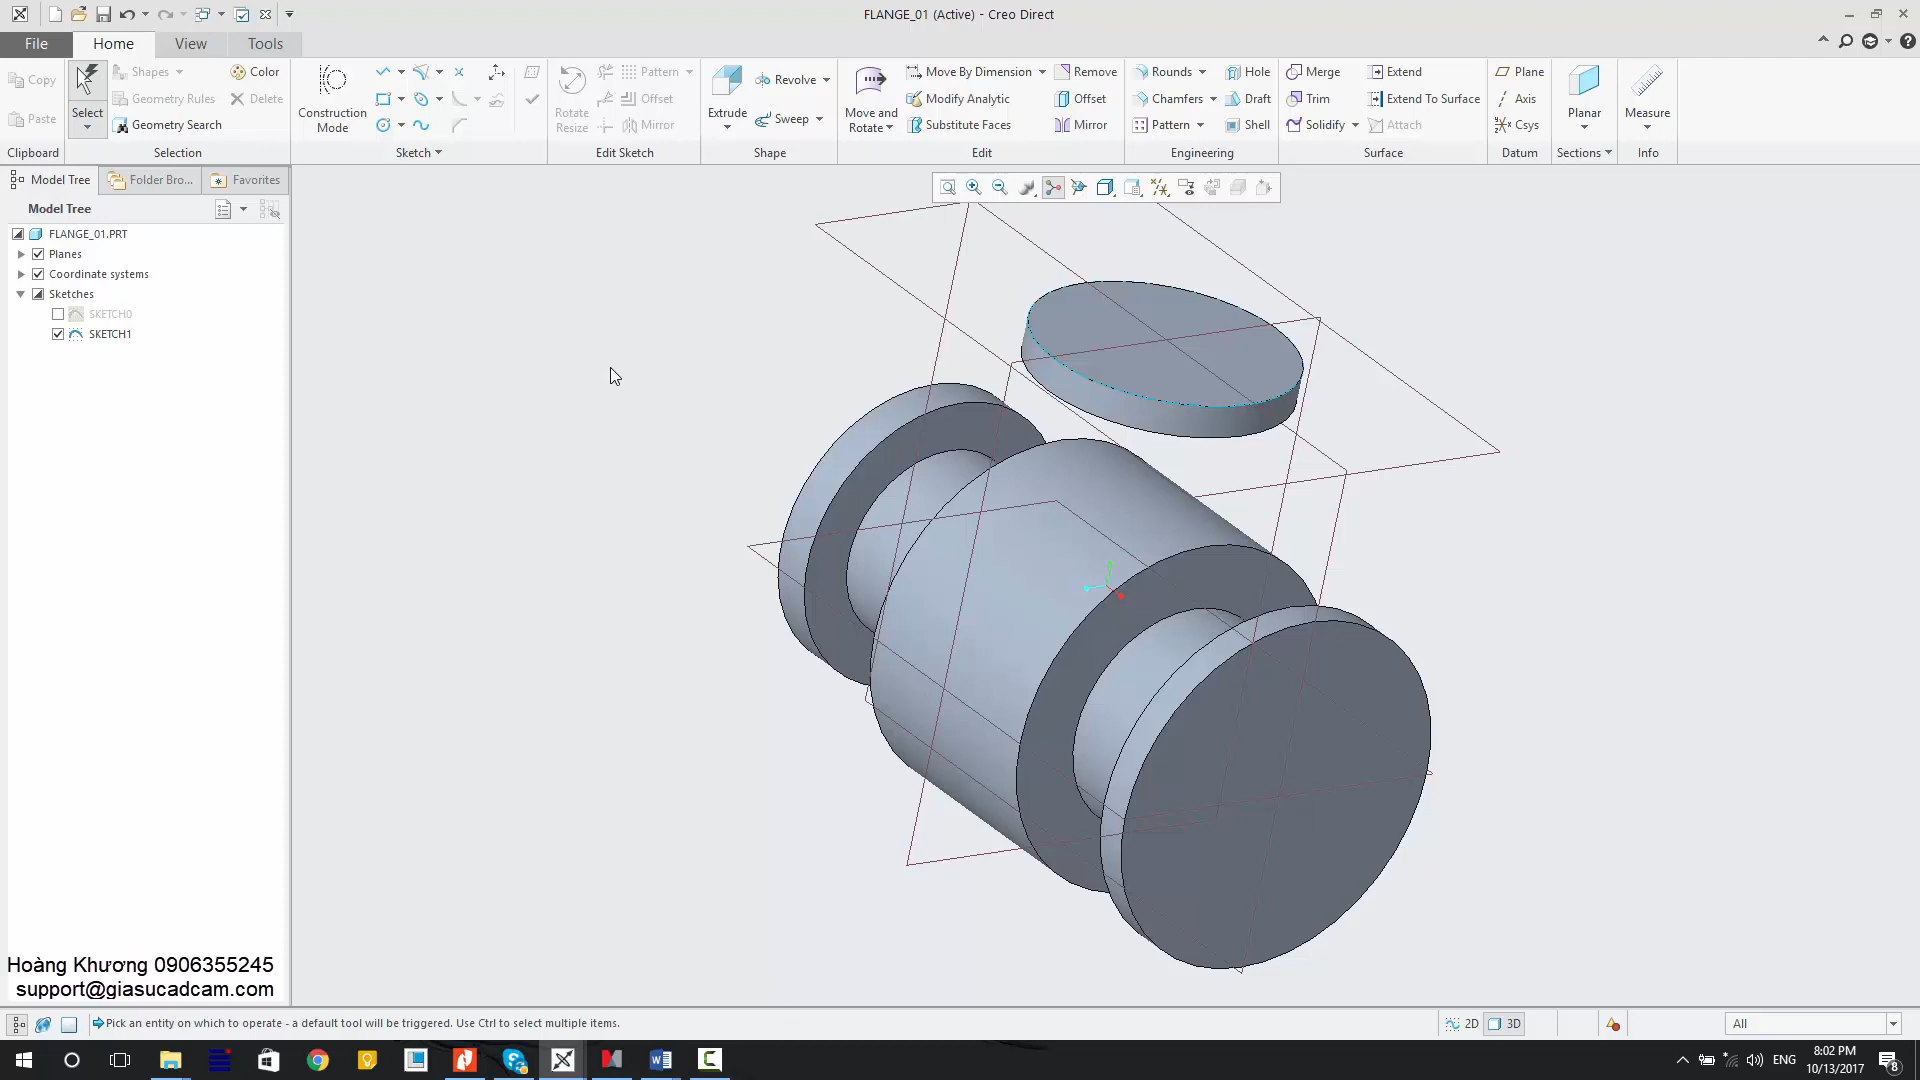 FLANGE_01 (Active) - Creo Direct
File Home View Tools
Copy
Paste
Clipboard
Select
Shapes
Geometry Rules
Geometry Search
Color
Delete
Selection
Construction
Mode
Sketch
Rotate
Resize
Pattern
Offset
Mirror
Edit Sketch
Extrude
Revolve
Sweep
Shape
Move and
Rotate
Move By Dimension
Modify Analytic
Substitute Faces
Remove
Offset
Mirror
Edit
Rounds
Chamfers
Pattern
Hole
Draft
Shell
Engineering
Merge
Trim
Solidify
Extend
Extend To Surface
Attach
Surface
Plane
Axis
Csys
Datum
Planar
Sections
Measure
Info
Model Tree Folder Bro... Favorites
Model Tree
FLANGE_01.PRT
Planes
Coordinate systems
Sketches
SKETCH0
SKETCH1
Hoàng Khương 0906355245
support@giasucadcam.com
Pick an entity on which to operate - a default tool will be triggered. Use Ctrl to select multiple items.
2D 3D
All
ENG
8:02 PM
10/13/2017
8